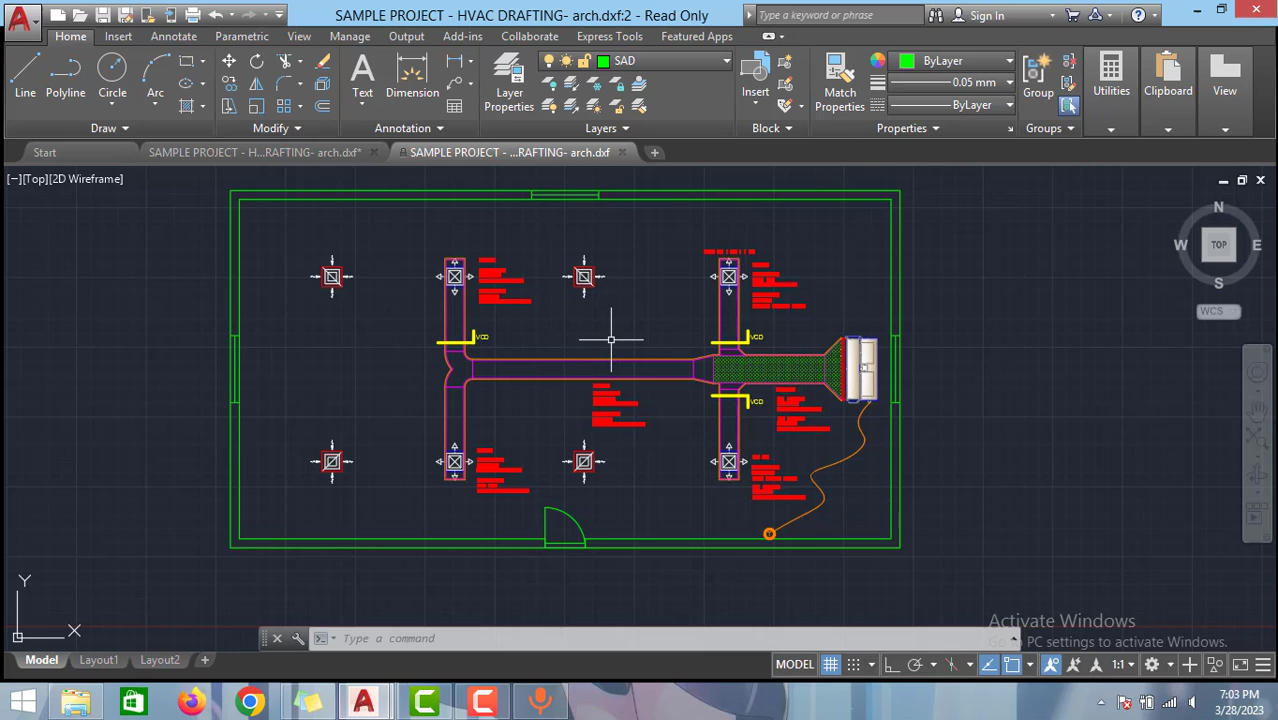 SAMPLE PROJECT - HVAC DRAFTING- arch.dxf:2 - Read Only
Type a keyword or phrase
Sign In
Home Insert Annotate Parametric View Manage Output Add-ins Collaborate Express Tools Featured Apps
Line Polyline Circle Arc
Text Dimension
Layer Properties
SAD
Insert
Match Properties
ByLayer
0.05 mm
ByLayer
Group Utilities Clipboard View
Draw Modify Annotation Layers Block Properties Groups
Start
SAMPLE PROJECT - H...RAFTING- arch.dxf*
SAMPLE PROJECT - ...RAFTING- arch.dxf
[−][Top][2D Wireframe]
N
W TOP E
S
WCS
VCD
VCD
VCD
Y
X
Activate Windows
Go to PC settings to activate Windows.
Type a command
Model Layout1 Layout2
MODEL
1:1
7:03 PM
3/28/2023